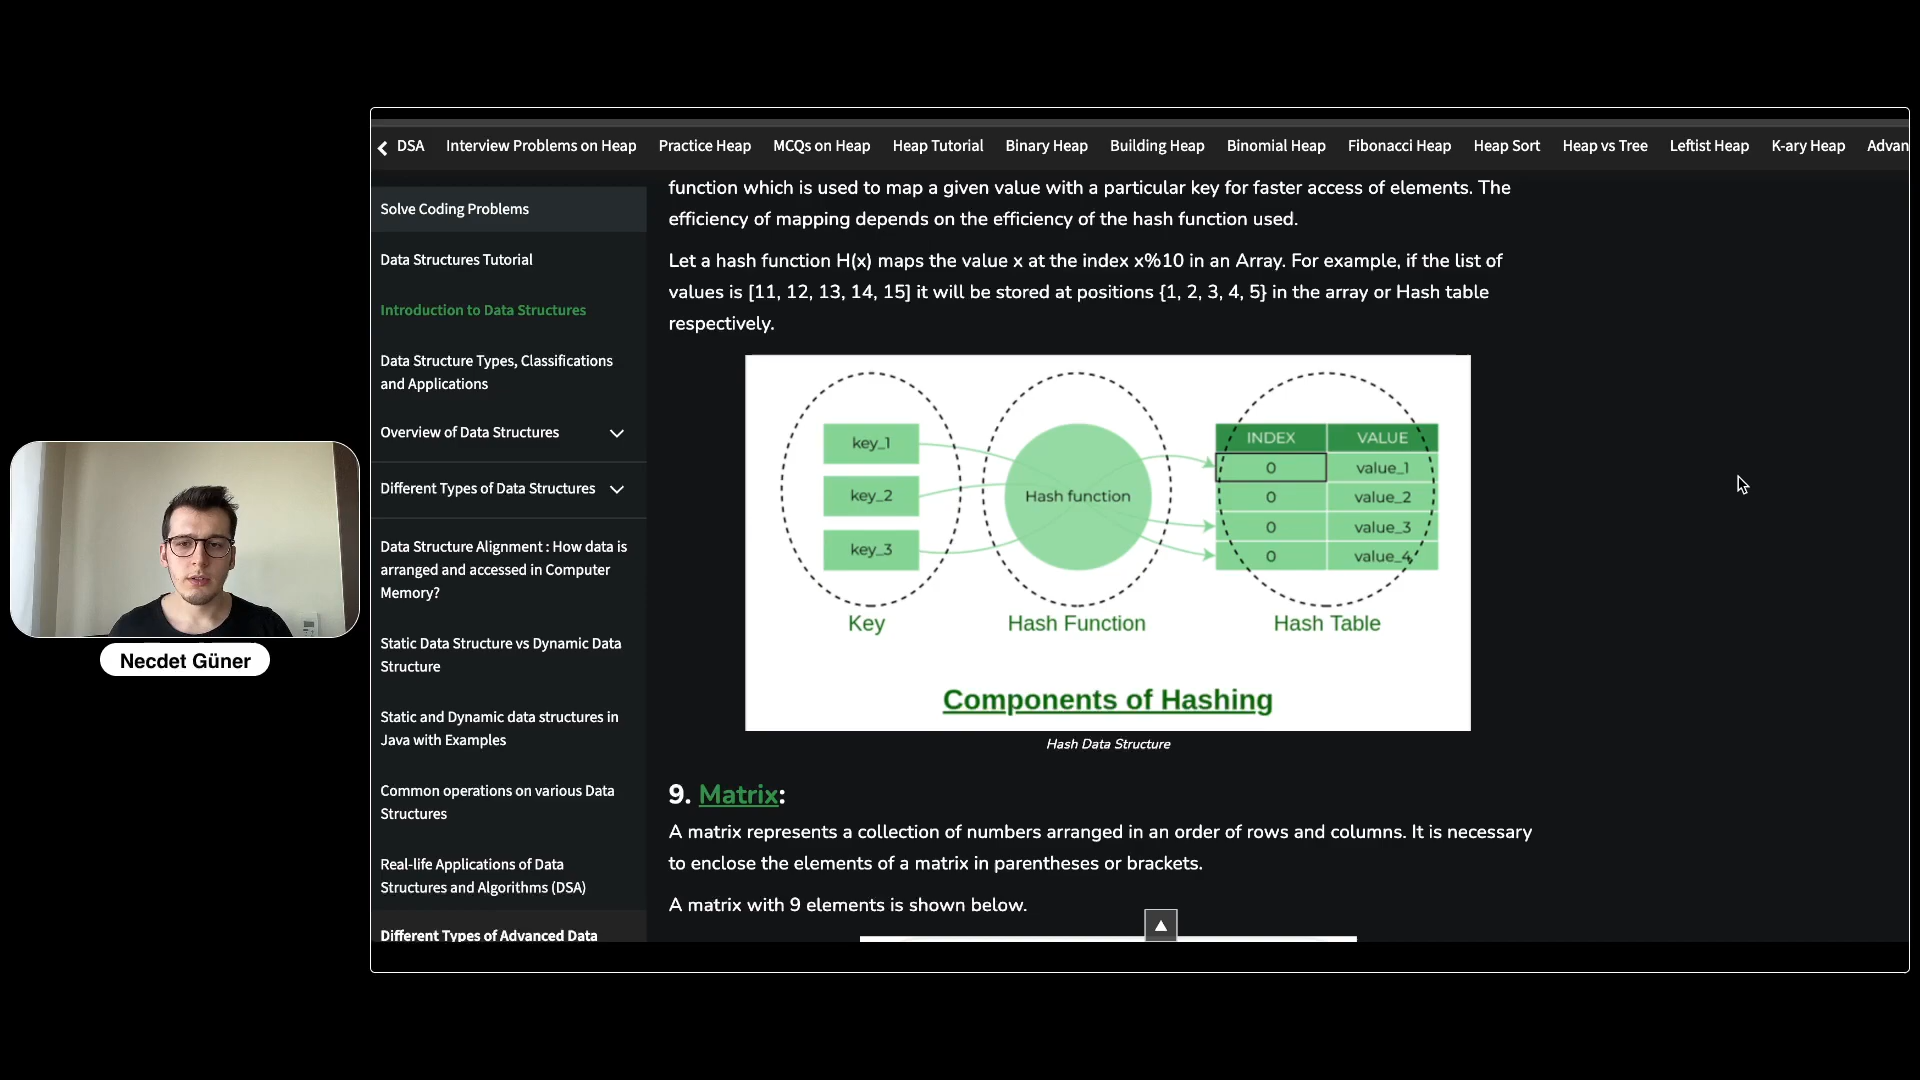 DSA Interview Problems on Heap Practice Heap MCQs on Heap Heap Tutorial Binary Heap Building Heap Binomial Heap Fibonacci Heap Heap Sort Heap vs Tree Leftist Heap K-ary Heap Advan
Solve Coding Problems
Data Structures Tutorial
Introduction to Data Structures
Data Structure Types, Classifications
and Applications
Overview of Data Structures
Different Types of Data Structures
Data Structure Alignment : How data is
arranged and accessed in Computer
Memory?
Static Data Structure vs Dynamic Data
Structure
Static and Dynamic data structures in
Java with Examples
Common operations on various Data
Structures
Real-life Applications of Data
Structures and Algorithms (DSA)
Different Types of Advanced Data
function which is used to map a given value with a particular key for faster access of elements. The
efficiency of mapping depends on the efficiency of the hash function used.
Let a hash function H(x) maps the value x at the index x%10 in an Array. For example, if the list of
values is [11, 12, 13, 14, 15] it will be stored at positions {1, 2, 3, 4, 5} in the array or Hash table
respectively.
key_1
key_2
key_3
Hash function
INDEX VALUE
0 value_1
0 value_2
0 value_3
0 value_4
Key Hash Function Hash Table
Components of Hashing
Hash Data Structure
9. Matrix:
A matrix represents a collection of numbers arranged in an order of rows and columns. It is necessary
to enclose the elements of a matrix in parentheses or brackets.
A matrix with 9 elements is shown below.
Necdet Güner